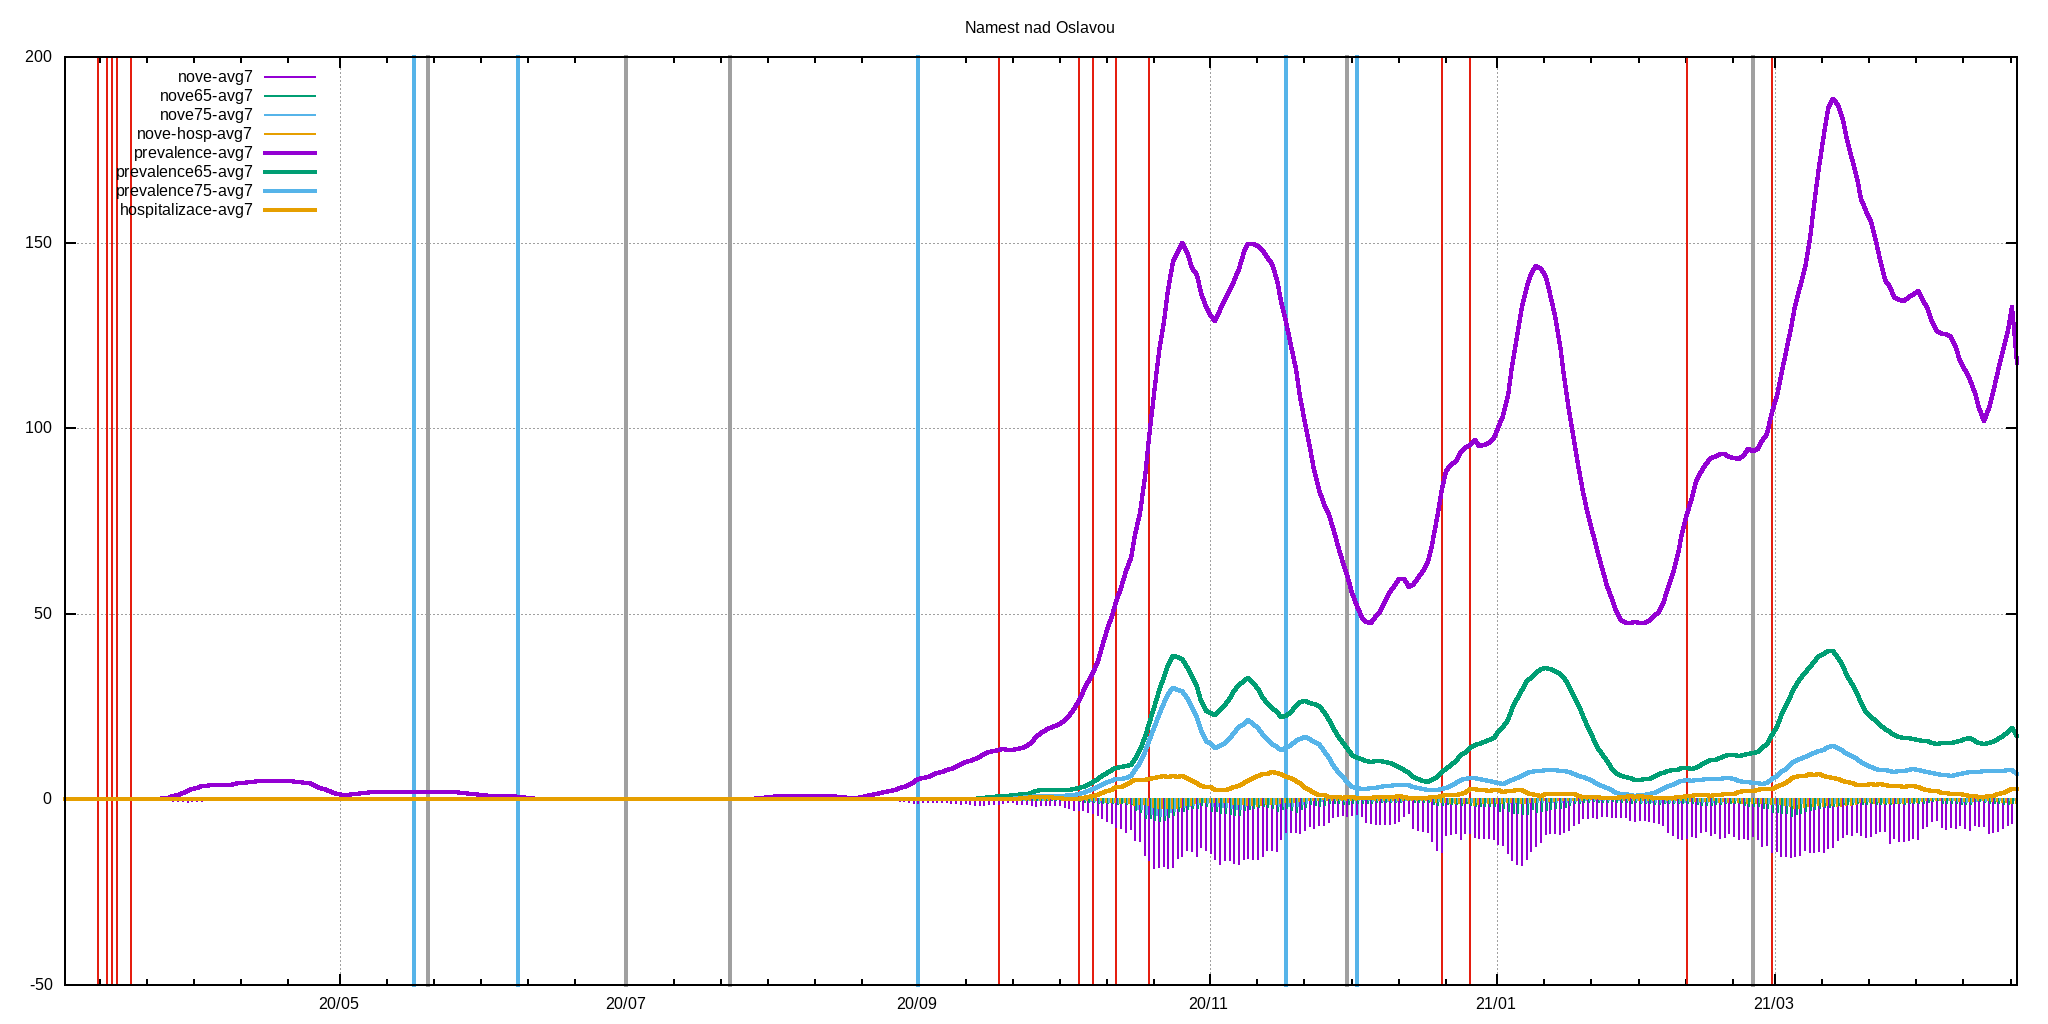 Namest nad Oslavou
200
150
100
50
0
-50
nove-avg7
nove65-avg7
nove75-avg7
nove-hosp-avg7
prevalence-avg7
prevalence65-avg7
prevalence75-avg7
hospitalizace-avg7
20/05
20/07
20/09
20/11
21/01
21/03